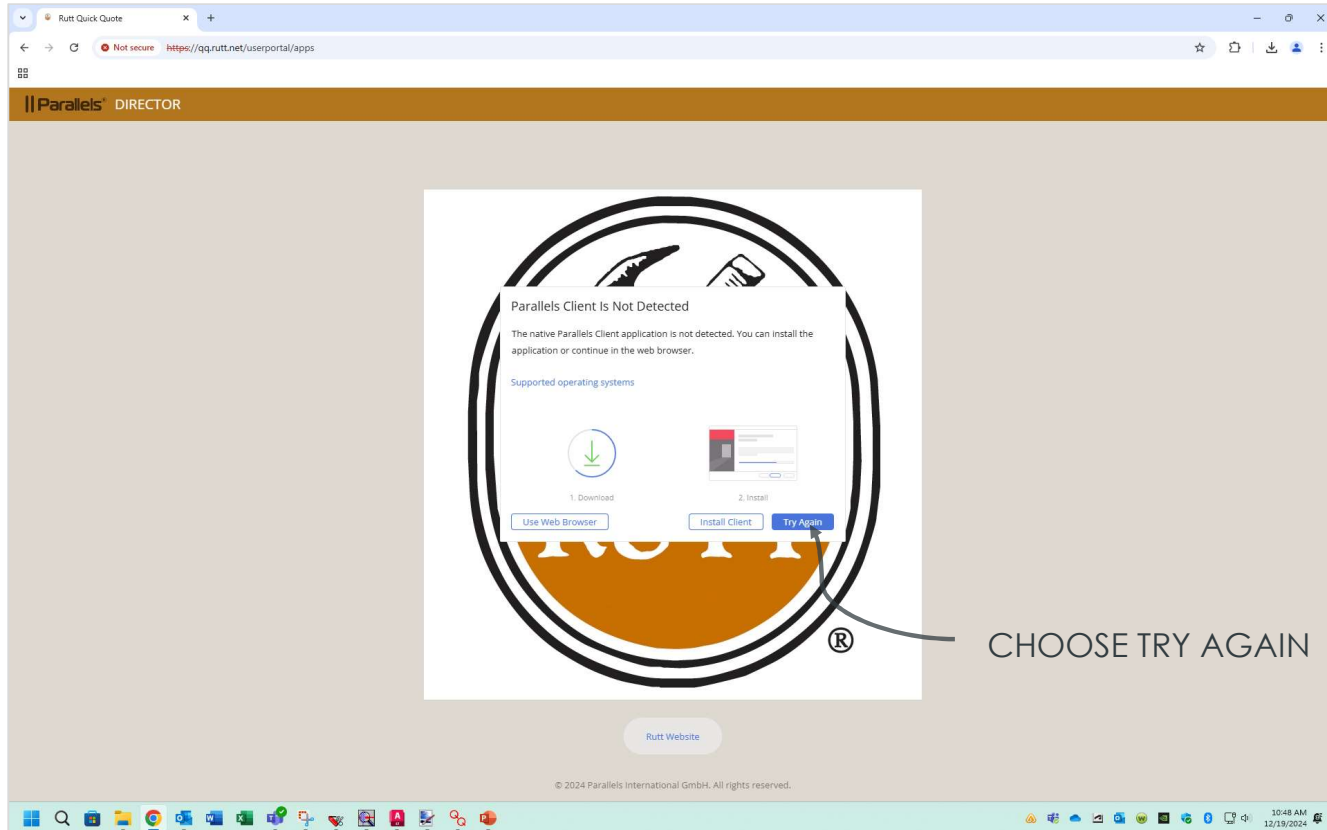 Rutt Quick Quote
Not secure https://qq.rutt.net/userportal/apps
Parallels® DIRECTOR
Parallels Client Is Not Detected
The native Parallels Client application is not detected. You can install the
application or continue in the web browser.
Supported operating systems
1. Download 2. Install
Use Web Browser Install Client Try Again
RUTT
®
CHOOSE TRY AGAIN
Rutt Website
© 2024 Parallels International GmbH. All rights reserved.
10:48 AM
12/19/2024